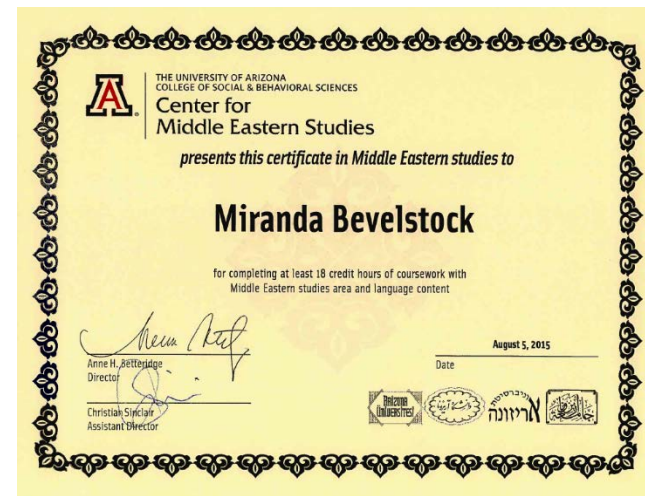 THE UNIVERSITY OF ARIZONA
COLLEGE OF SOCIAL & BEHAVIORAL SCIENCES
Center for
Middle Eastern Studies
presents this certificate in Middle Eastern studies to
Miranda Bevelstock
for completing at least 18 credit hours of coursework with
Middle Eastern studies area and language content
Anne H. Betteridge
Director
August 5, 2015
Date
Christian Sinclair
Assistant Director
אוניברסיטת
אריזונה